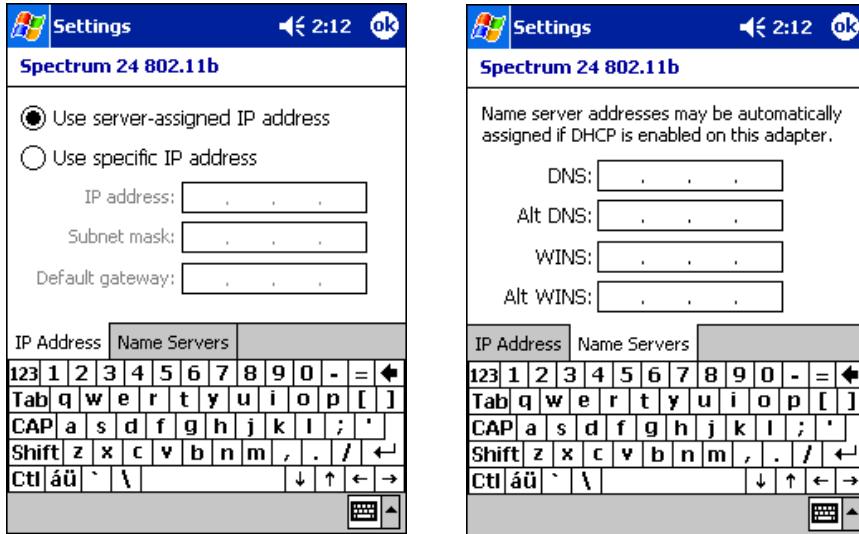 Settings 2:12 ok
Spectrum 24 802.11b
Use server-assigned IP address
Use specific IP address
IP address: . . .
Subnet mask: . . .
Default gateway: . . .
IP Address Name Servers
123 1 2 3 4 5 6 7 8 9 0 - =
Tab q w e r t y u i o p [ ]
CAP a s d f g h j k l ; '
Shift z x c v b n m , . /
Ctl áü ` \ ↓ ↑ ← →
Settings 2:12 ok
Spectrum 24 802.11b
Name server addresses may be automatically
assigned if DHCP is enabled on this adapter.
DNS: . . .
Alt DNS: . . .
WINS: . . .
Alt WINS: . . .
IP Address Name Servers
123 1 2 3 4 5 6 7 8 9 0 - =
Tab q w e r t y u i o p [ ]
CAP a s d f g h j k l ; '
Shift z x c v b n m , . /
Ctl áü ` \ ↓ ↑ ← →